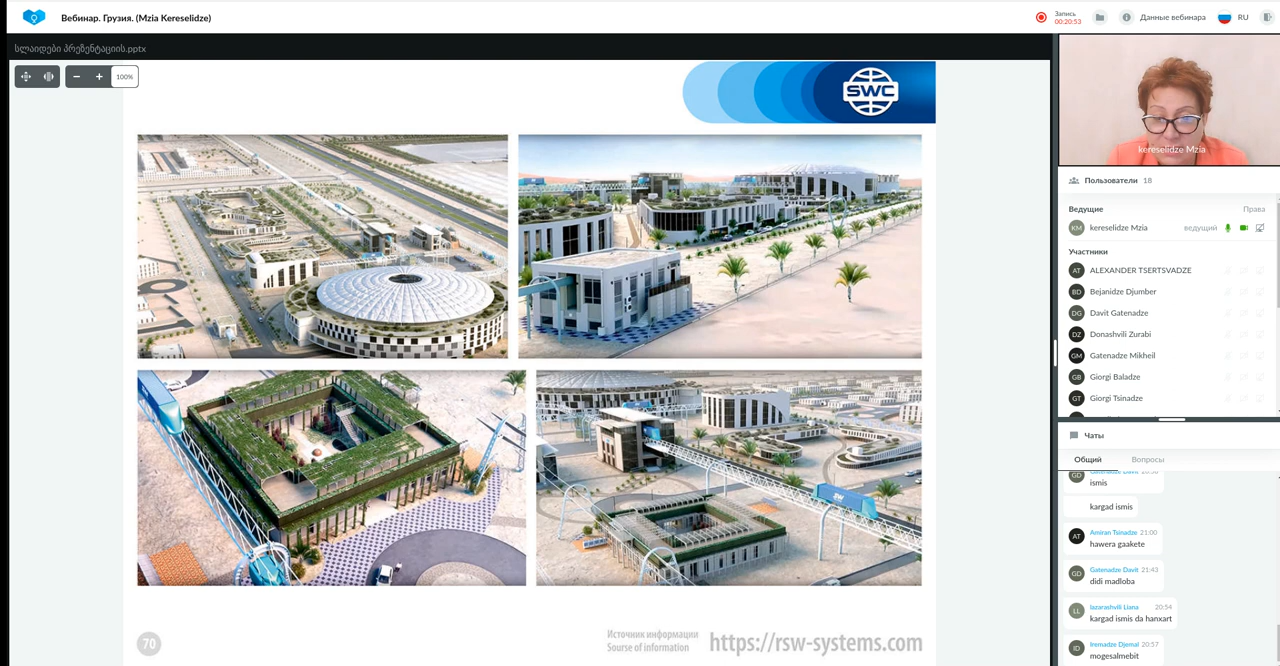 Вебинар. Грузия. (Mzia Kereselidze)
Запись
00:20:53
Данные вебинара
RU
სლაიდები პრეზენტაციის.pptx
100%
SWC
kereselidze Mzia
Пользователи 18
Ведущие
Права
KM
kereselidze Mzia
ведущий
Участники
AT
ALEXANDER TSERTSVADZE
BD
Bejanidze Djumber
DG
Davit Gatenadze
DZ
Donashvili Zurabi
GM
Gatenadze Mikheil
GB
Giorgi Baladze
GT
Giorgi Tsinadze
Чаты
Общий
Вопросы
GD
ismis
kargad ismis
AT
Amiran Tsinadze 21:00
hawera gaakete
GD
Gatenadze Davit 21:43
didi madloba
LL
lazarashvili Liana 20:54
kargad ismis da hanxart
ID
Iremadze Djemal 20:57
mogesalmebit
70
Источник информации
Sourse of information
https://rsw-systems.com